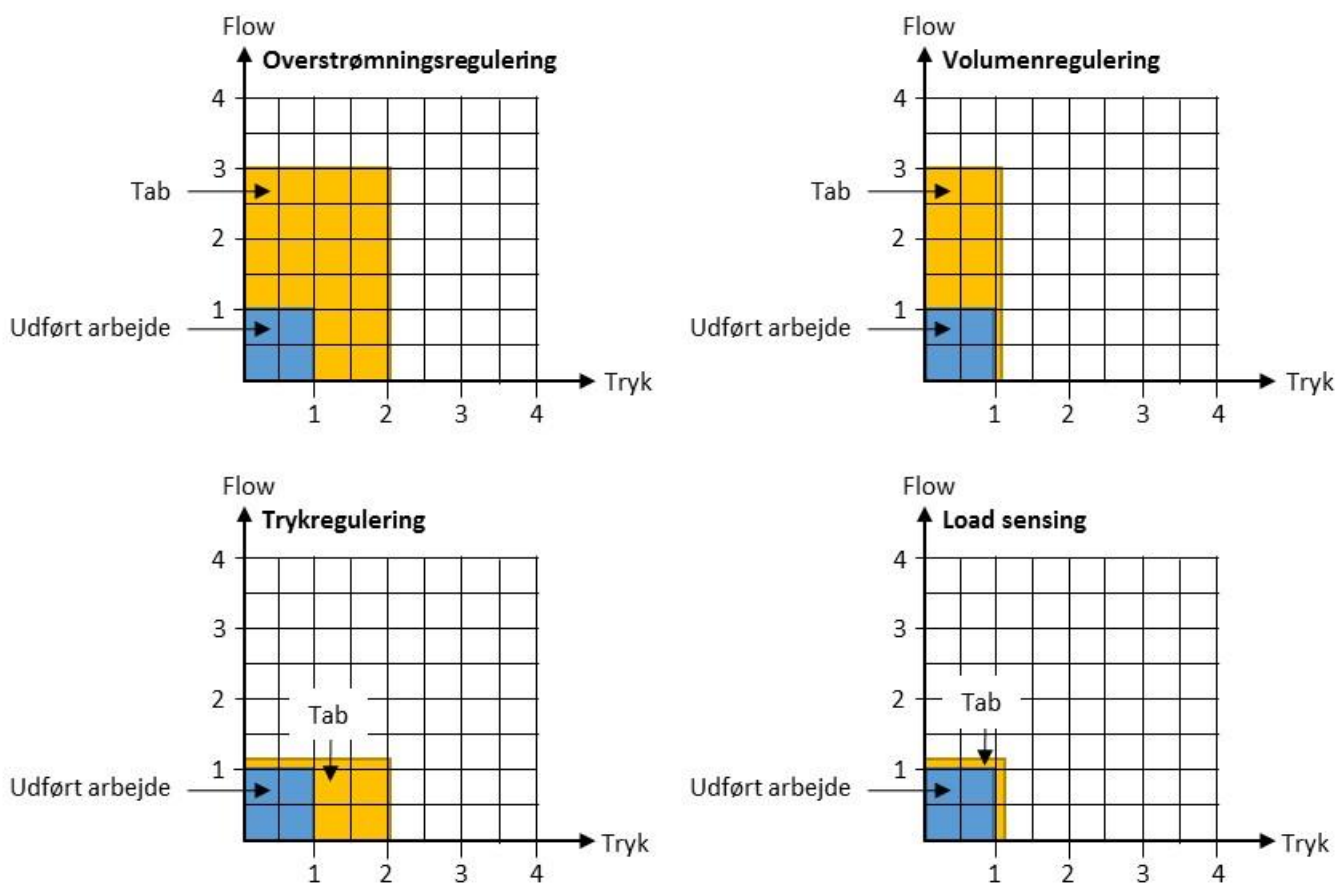 Flow
Overstrømningsregulering
4
3
Tab
2
1
Udført arbejde
Tryk
1 2 3 4
Flow
Volumenregulering
4
3
Tab
2
1
Udført arbejde
Tryk
1 2 3 4
Flow
Trykregulering
4
3
2
Tab
1
Udført arbejde
Tryk
1 2 3 4
Flow
Load sensing
4
3
2
Tab
1
Udført arbejde
Tryk
1 2 3 4